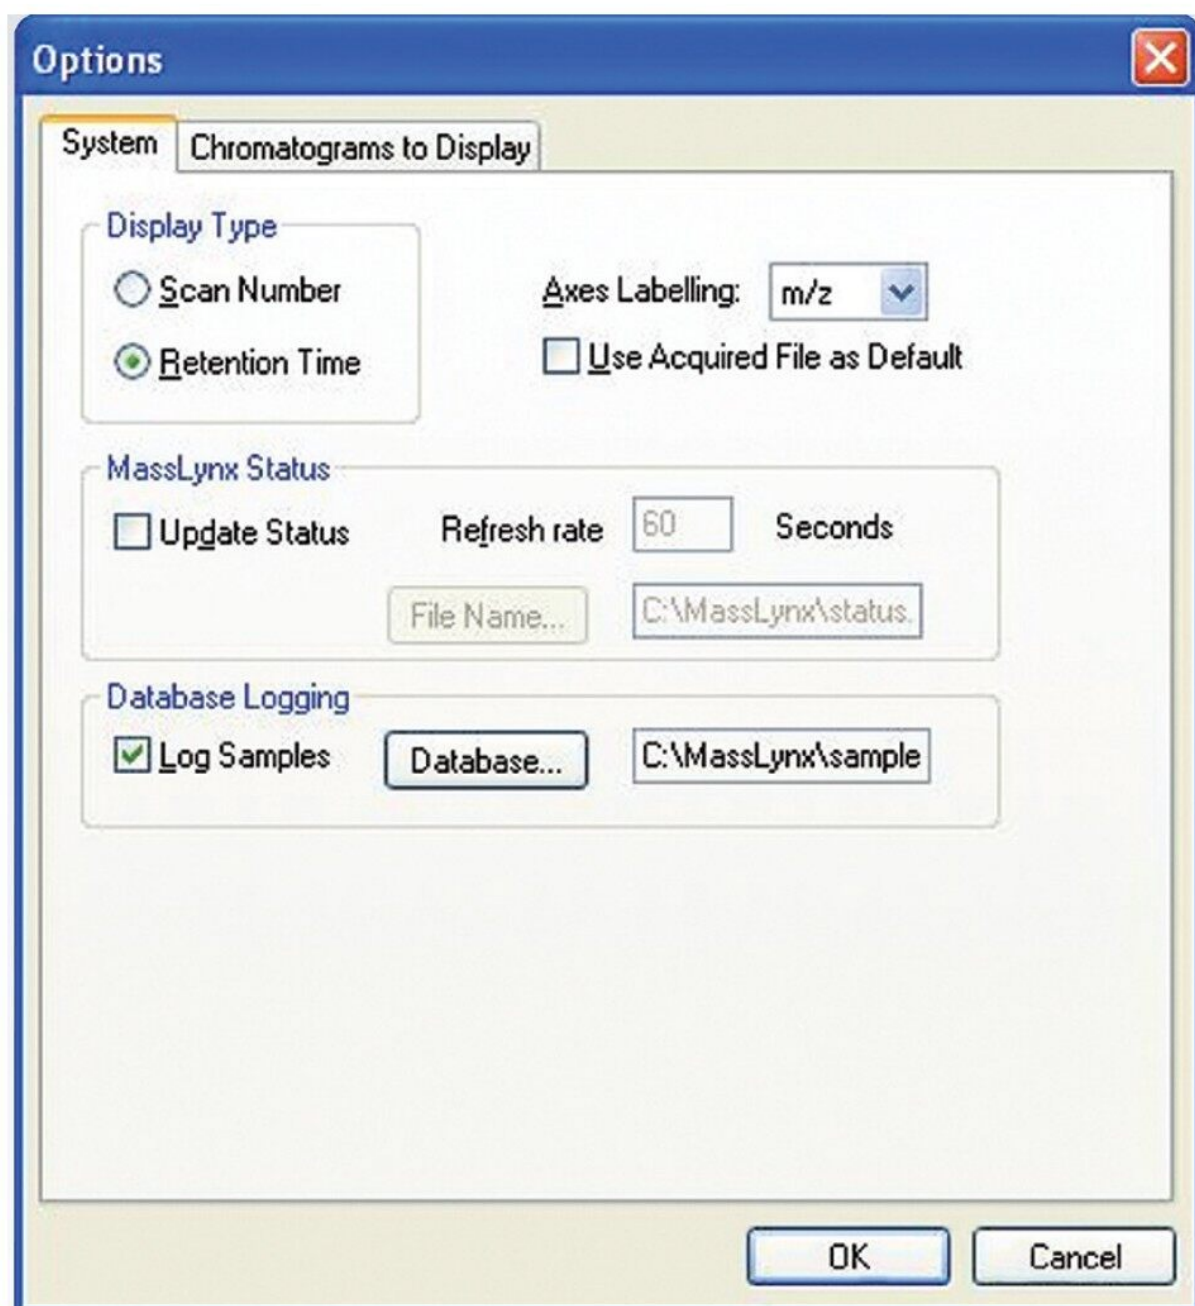 Options
System
Chromatograms to Display
Display Type
Scan Number
Axes Labelling: m/z
Retention Time
Use Acquired File as Default
MassLynx Status
Update Status
Refresh rate 60 Seconds
File Name... C:\MassLynx\status.
Database Logging
Log Samples
Database... C:\MassLynx\sample
OK
Cancel